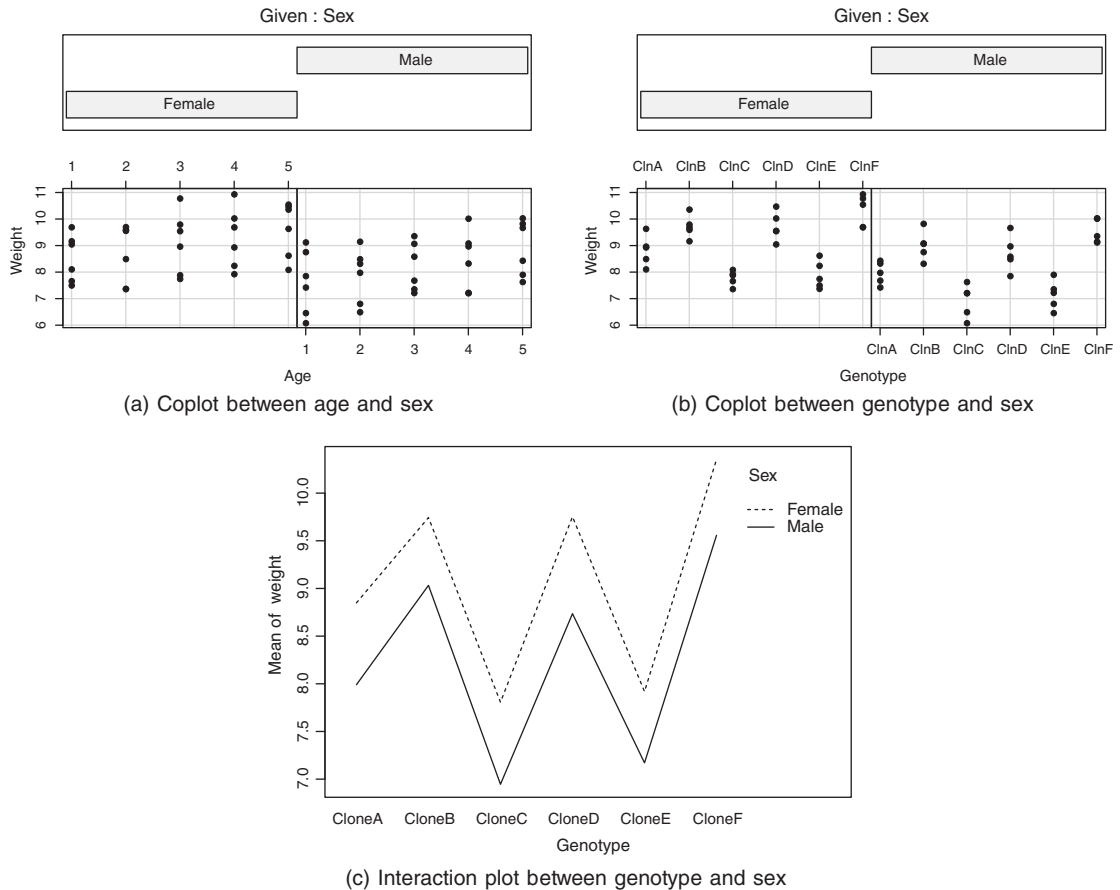 Given : Sex
Male
Female
1 2 3 4 5
6 7 8 9 10 11
Weight
1 2 3 4 5
Age
(a) Coplot between age and sex
Given : Sex
Male
Female
ClnA ClnB ClnC ClnD ClnE ClnF
6 7 8 9 10 11
Weight
ClnA ClnB ClnC ClnD ClnE ClnF
Genotype
(b) Coplot between genotype and sex
7.0 7.5 8.0 8.5 9.0 9.5 10.0
Mean of weight
Sex
Female
Male
CloneA CloneB CloneC CloneD CloneE CloneF
Genotype
(c) Interaction plot between genotype and sex